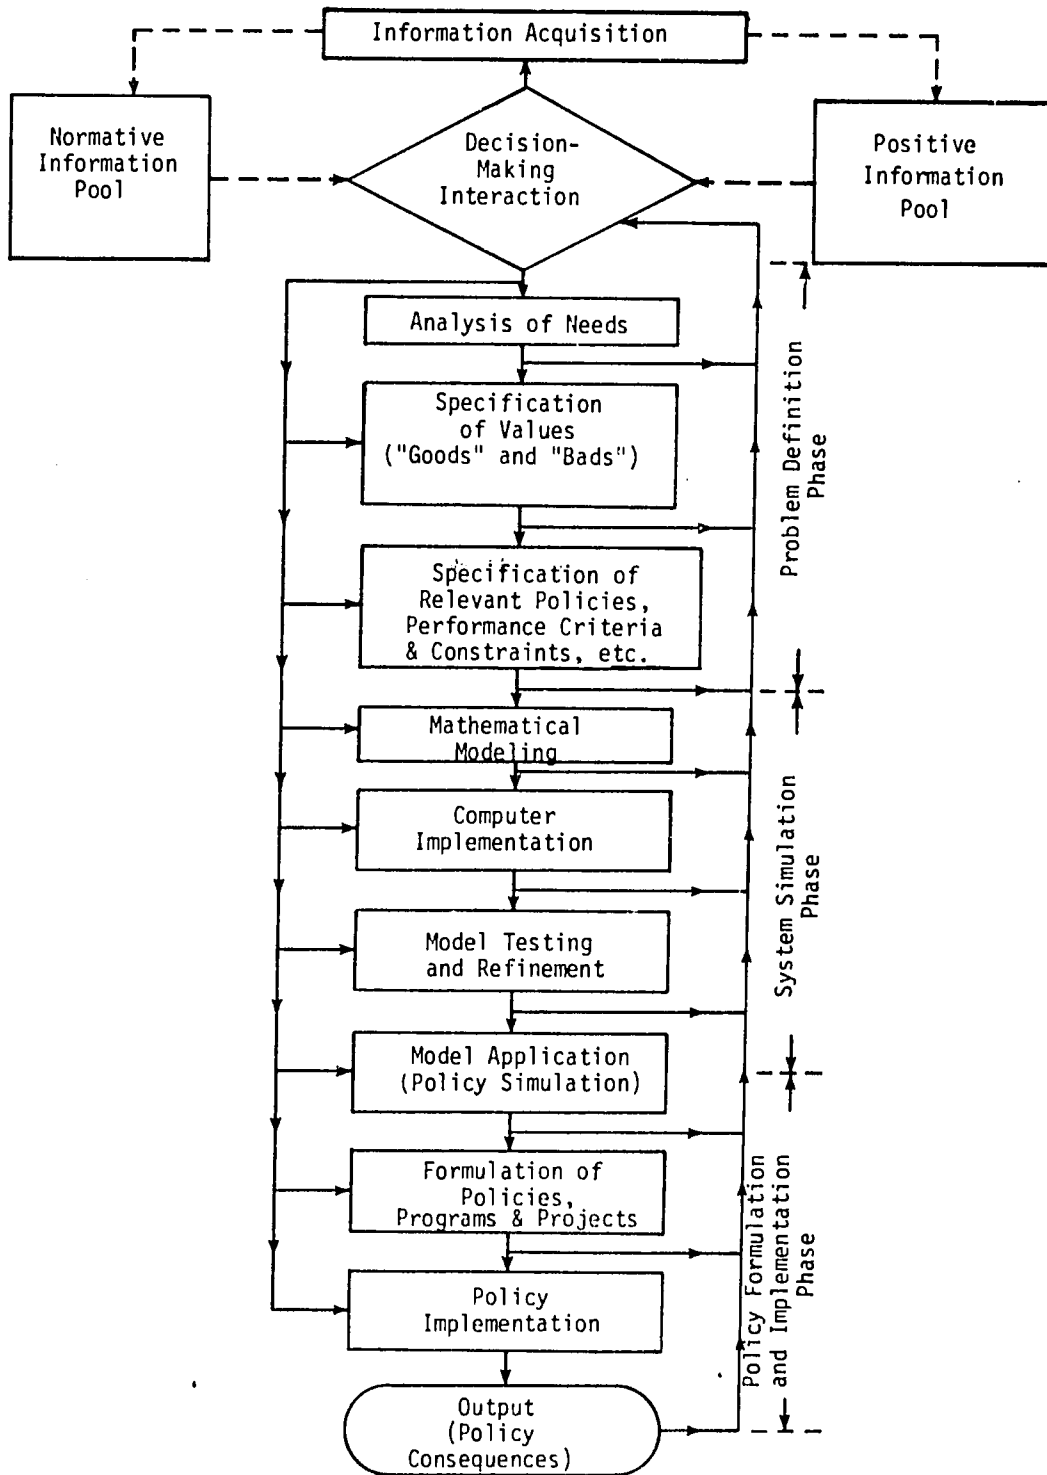 Information Acquisition
Normative
Information
Pool
Decision-
Making
Interaction
Positive
Information
Pool
Analysis of Needs
Specification
of Values
("Goods" and "Bads")
Specification of
Relevant Policies,
Performance Criteria
& Constraints, etc.
Mathematical
Modeling
Computer
Implementation
Model Testing
and Refinement
Model Application
(Policy Simulation)
Formulation of
Policies,
Programs & Projects
Policy
Implementation
Output
(Policy
Consequences)
Problem Definition
Phase
System Simulation
Phase
Policy Formulation
and Implementation
Phase